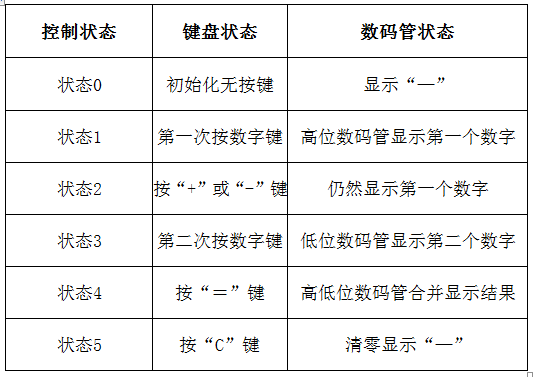 控制状态 键盘状态 数码管状态
状态0 初始化无按键 显示“—”
状态1 第一次按数字键 高位数码管显示第一个数字
状态2 按“+”或“-”键 仍然显示第一个数字
状态3 第二次按数字键 低位数码管显示第二个数字
状态4 按“＝”键 高低位数码管合并显示结果
状态5 按“C”键 清零显示“—”